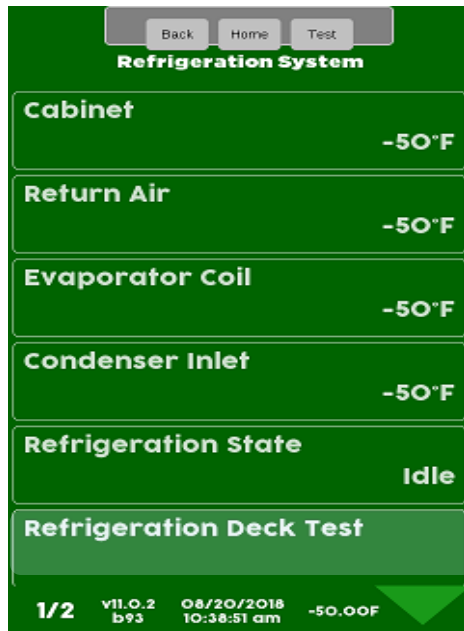 Back Home Test
Refrigeration System
Cabinet
-50°F
Return Air
-50°F
Evaporator Coil
-50°F
Condenser Inlet
-50°F
Refrigeration State
Idle
Refrigeration Deck Test
1/2 v11.0.2 08/20/2018 -50.00F
b93 10:38:51 am